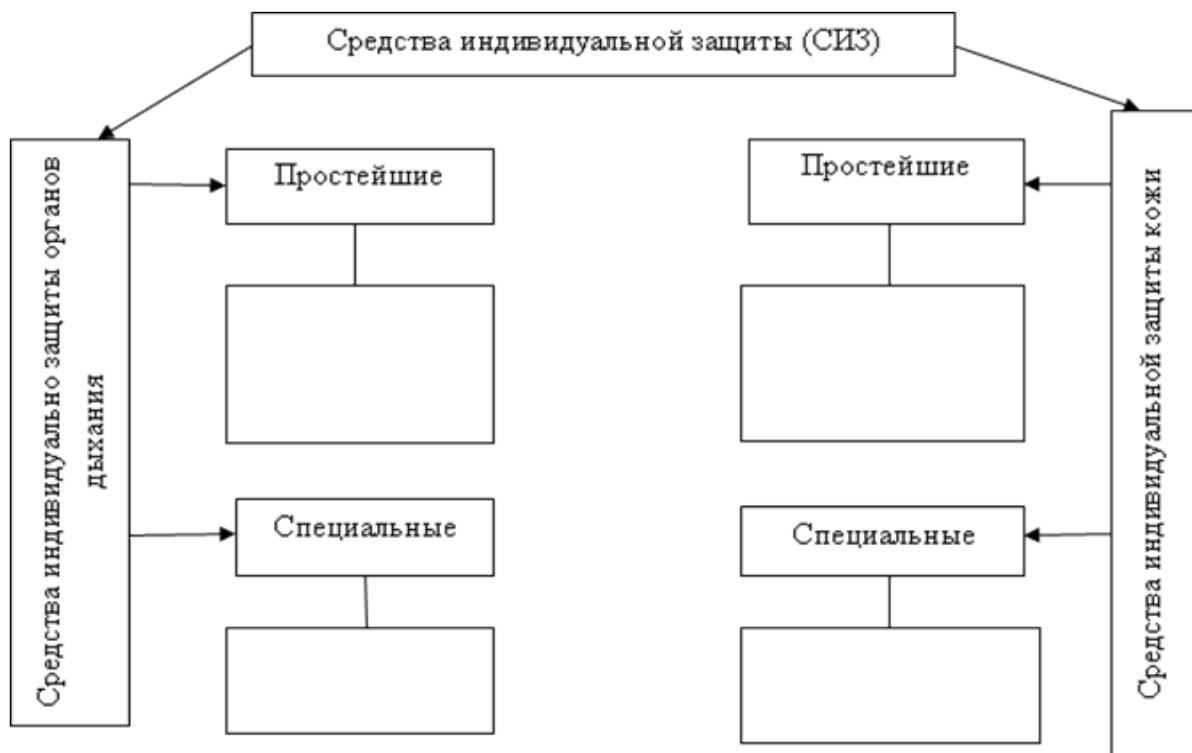 Средства индивидуальной защиты (СИЗ)
Средства индивидуально защиты органов
дыхания
Простейшие
Специальные
Простейшие
Специальные
Средства индивидуальной защиты кожи